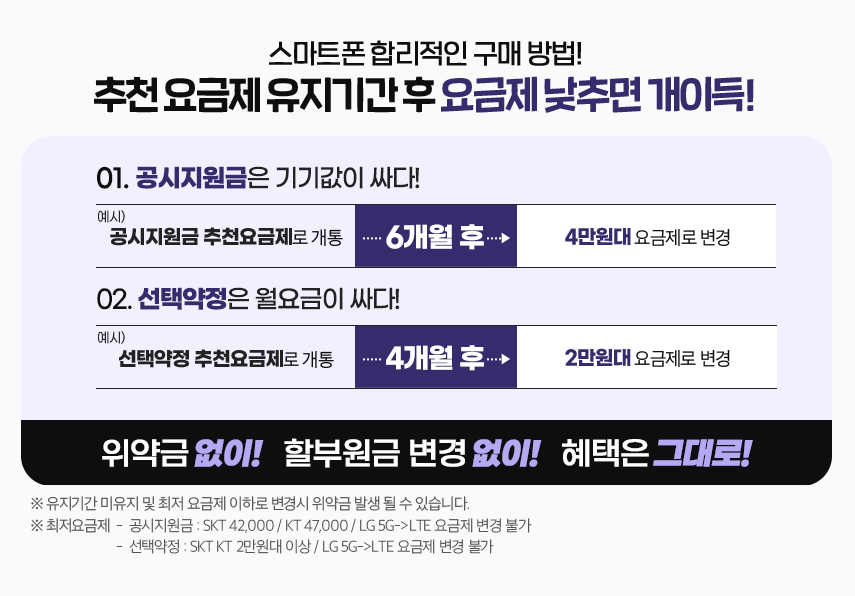 스마트폰 합리적인 구매 방법!
추천 요금제 유지기간 후 요금제 낮추면 개이득!
01. 공시지원금은 기기값이 싸다!
예시)
공시지원금 추천요금제로 개통 ····· 6개월 후 ···▶ 4만원대 요금제로 변경
02. 선택약정은 월요금이 싸다!
예시)
선택약정 추천요금제로 개통 ····· 4개월 후 ···▶ 2만원대 요금제로 변경
위약금 없이! 할부원금 변경 없이! 혜택은 그대로!
※ 유지기간 미유지 및 최저 요금제 이하로 변경시 위약금 발생 될 수 있습니다.
※ 최저요금제 - 공시지원금 : SKT 42,000 / KT 47,000 / LG 5G->LTE 요금제 변경 불가
- 선택약정 : SKT KT 2만원대 이상 / LG 5G->LTE 요금제 변경 불가